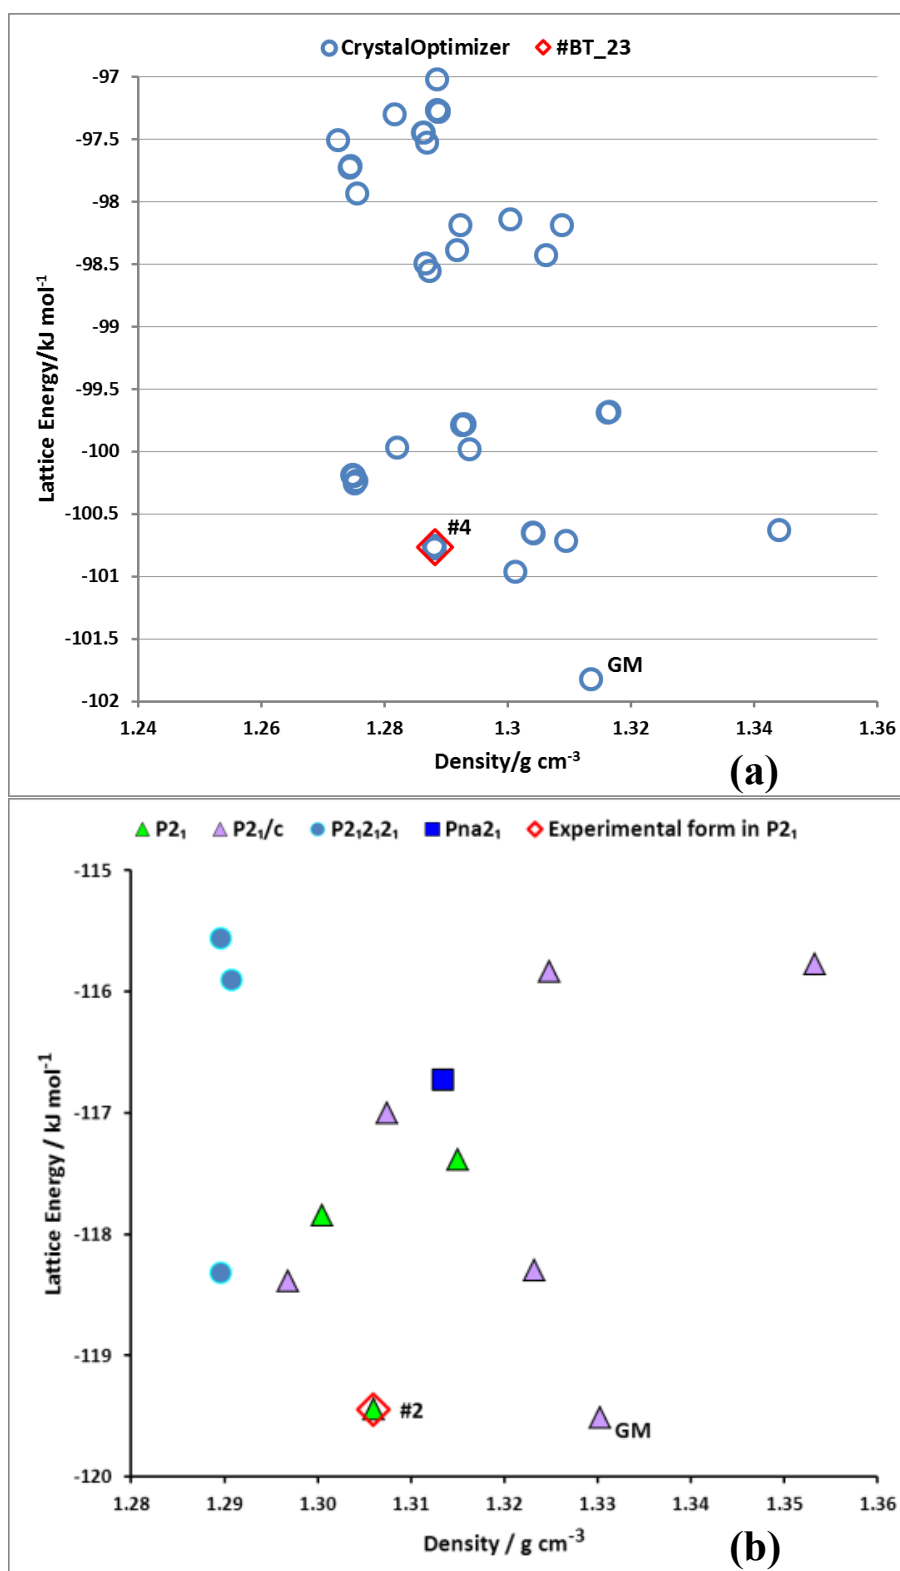 CrystalOptimizer #BT_23
-97
-97.5
-98
-98.5
-99
-99.5
-100
-100.5
-101
-101.5
-102
Lattice Energy/kJ mol⁻¹
#4
GM
1.24 1.26 1.28 1.3 1.32 1.34 1.36
Density/g cm⁻³
(a)
P2₁ P2₁/c P2₁2₁2₁ Pna2₁ Experimental form in P2₁
-115
-116
-117
-118
-119
-120
Lattice Energy / kJ mol⁻¹
#2
GM
1.28 1.29 1.30 1.31 1.32 1.33 1.34 1.35 1.36
Density / g cm⁻³
(b)